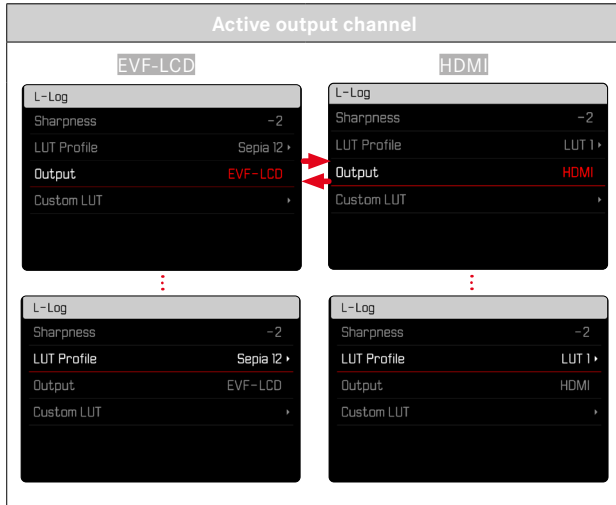 Active output channel
EVF-LCD
L-Log
Sharpness -2
LUT Profile Sepia 12
Output EVF-LCD
Custom LUT
HDMI
L-Log
Sharpness -2
LUT Profile LUT 1
Output HDMI
Custom LUT
L-Log
Sharpness -2
LUT Profile Sepia 12
Output EVF-LCD
Custom LUT
L-Log
Sharpness -2
LUT Profile LUT 1
Output HDMI
Custom LUT